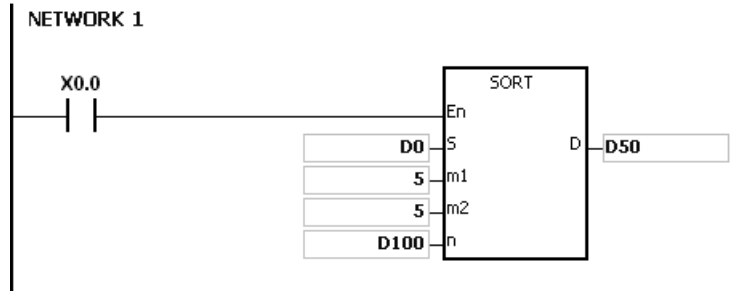 NETWORK 1
X0.0
SORT
En
D0 S D D50
5 m1
5 m2
D100 n